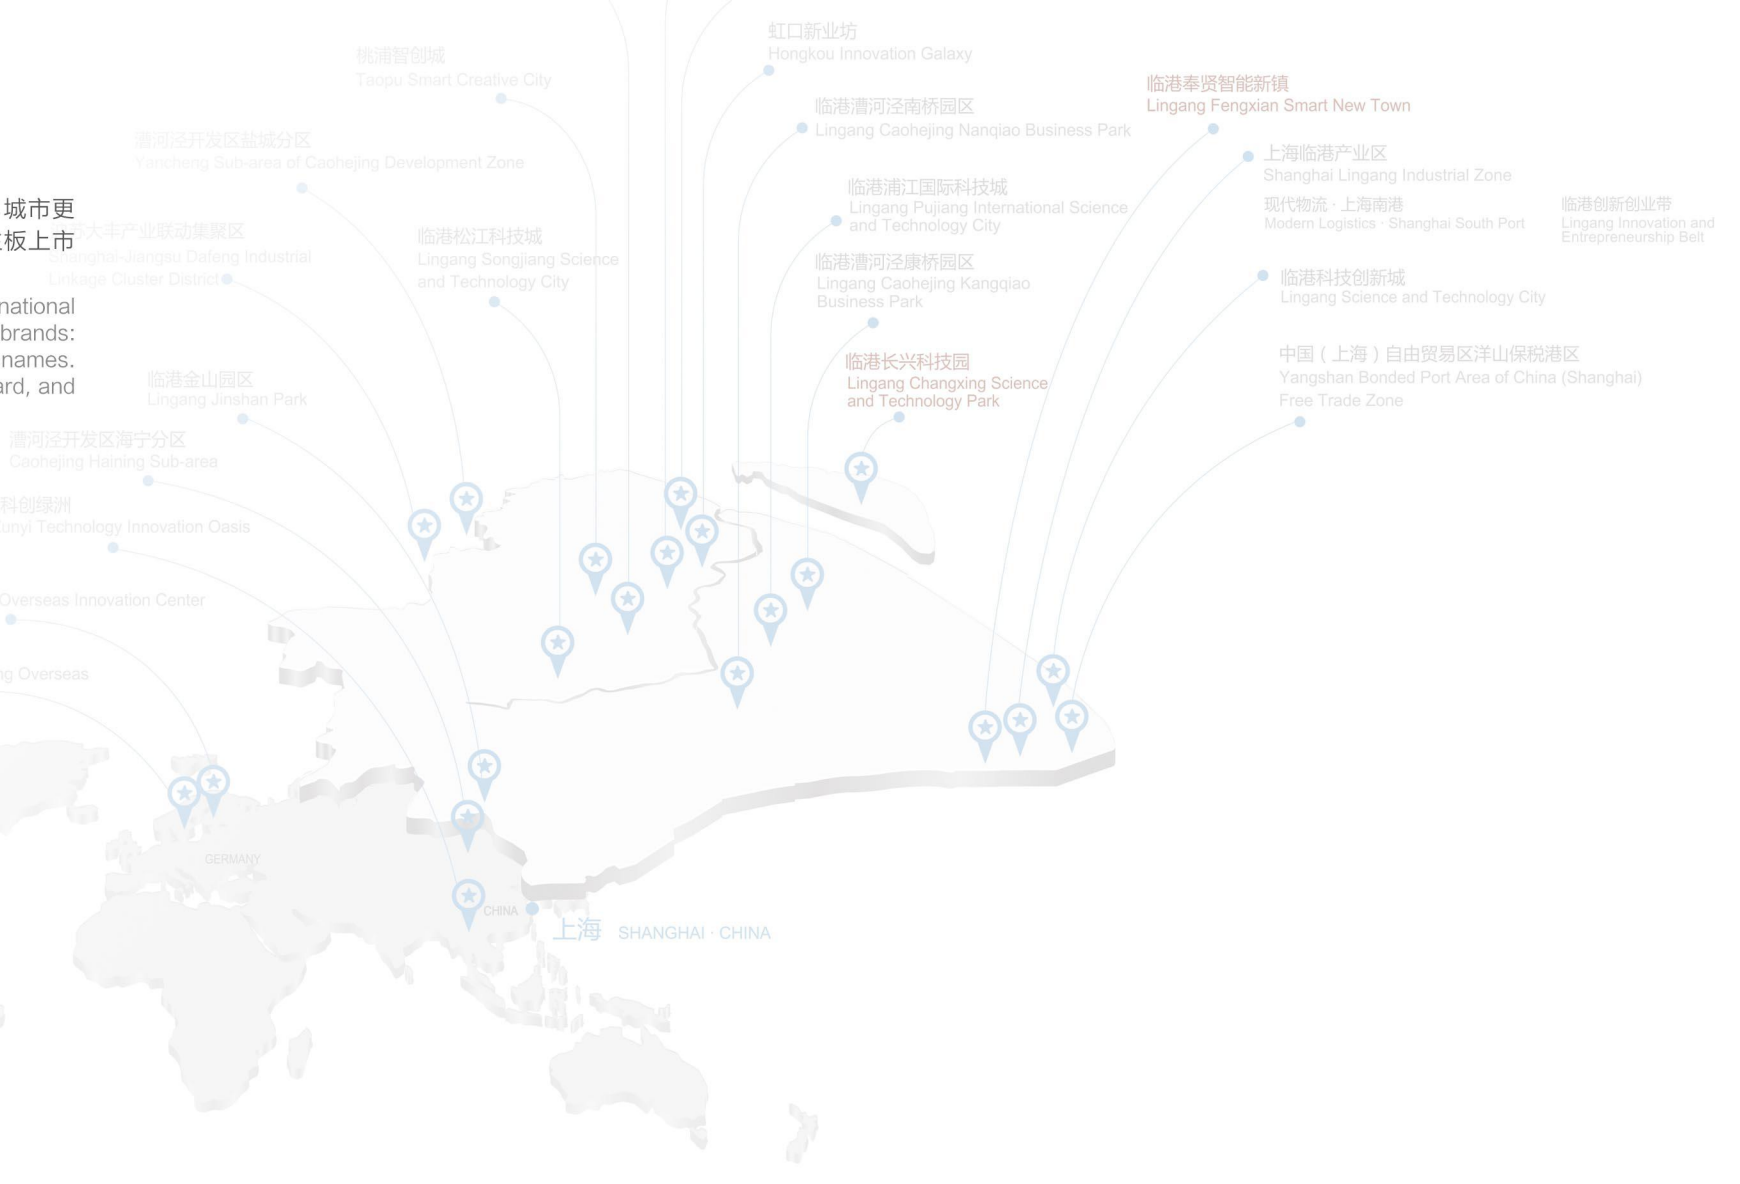 虹口新业坊
Hongkou Innovation Galaxy
桃浦智创城
Taopu Smart Creative City
临港奉贤智能新镇
Lingang Fengxian Smart New Town
临港漕河泾南桥园区
Lingang Caohejing Nanqiao Business Park
漕河泾开发区盐城分区
Yancheng Sub-area of Caohejing Development Zone
上海临港产业区
Shanghai Lingang Industrial Zone
现代物流 · 上海南港
Modern Logistics · Shanghai South Port
临港创新创业带
Lingang Innovation and
Entrepreneurship Belt
临港浦江国际科技城
Lingang Pujiang International Science
and Technology City
城市更
板上市
大丰产业联动集聚区
Shanghai-Jiangsu Dafeng Industrial
Linkage Cluster District
临港松江科技城
Lingang Songjiang Science
and Technology City
临港漕河泾康桥园区
Lingang Caohejing Kangqiao
Business Park
临港科技创新城
Lingang Science and Technology City
national
brands:
names.
ard, and
中国（上海）自由贸易区洋山保税港区
Yangshan Bonded Port Area of China (Shanghai)
Free Trade Zone
临港长兴科技园
Lingang Changxing Science
and Technology Park
临港金山园区
Lingang Jinshan Park
漕河泾开发区海宁分区
Caohejing Haining Sub-area
科创绿洲
unyi Technology Innovation Oasis
Overseas Innovation Center
ng Overseas
GERMANY
CHINA
上海 SHANGHAI · CHINA